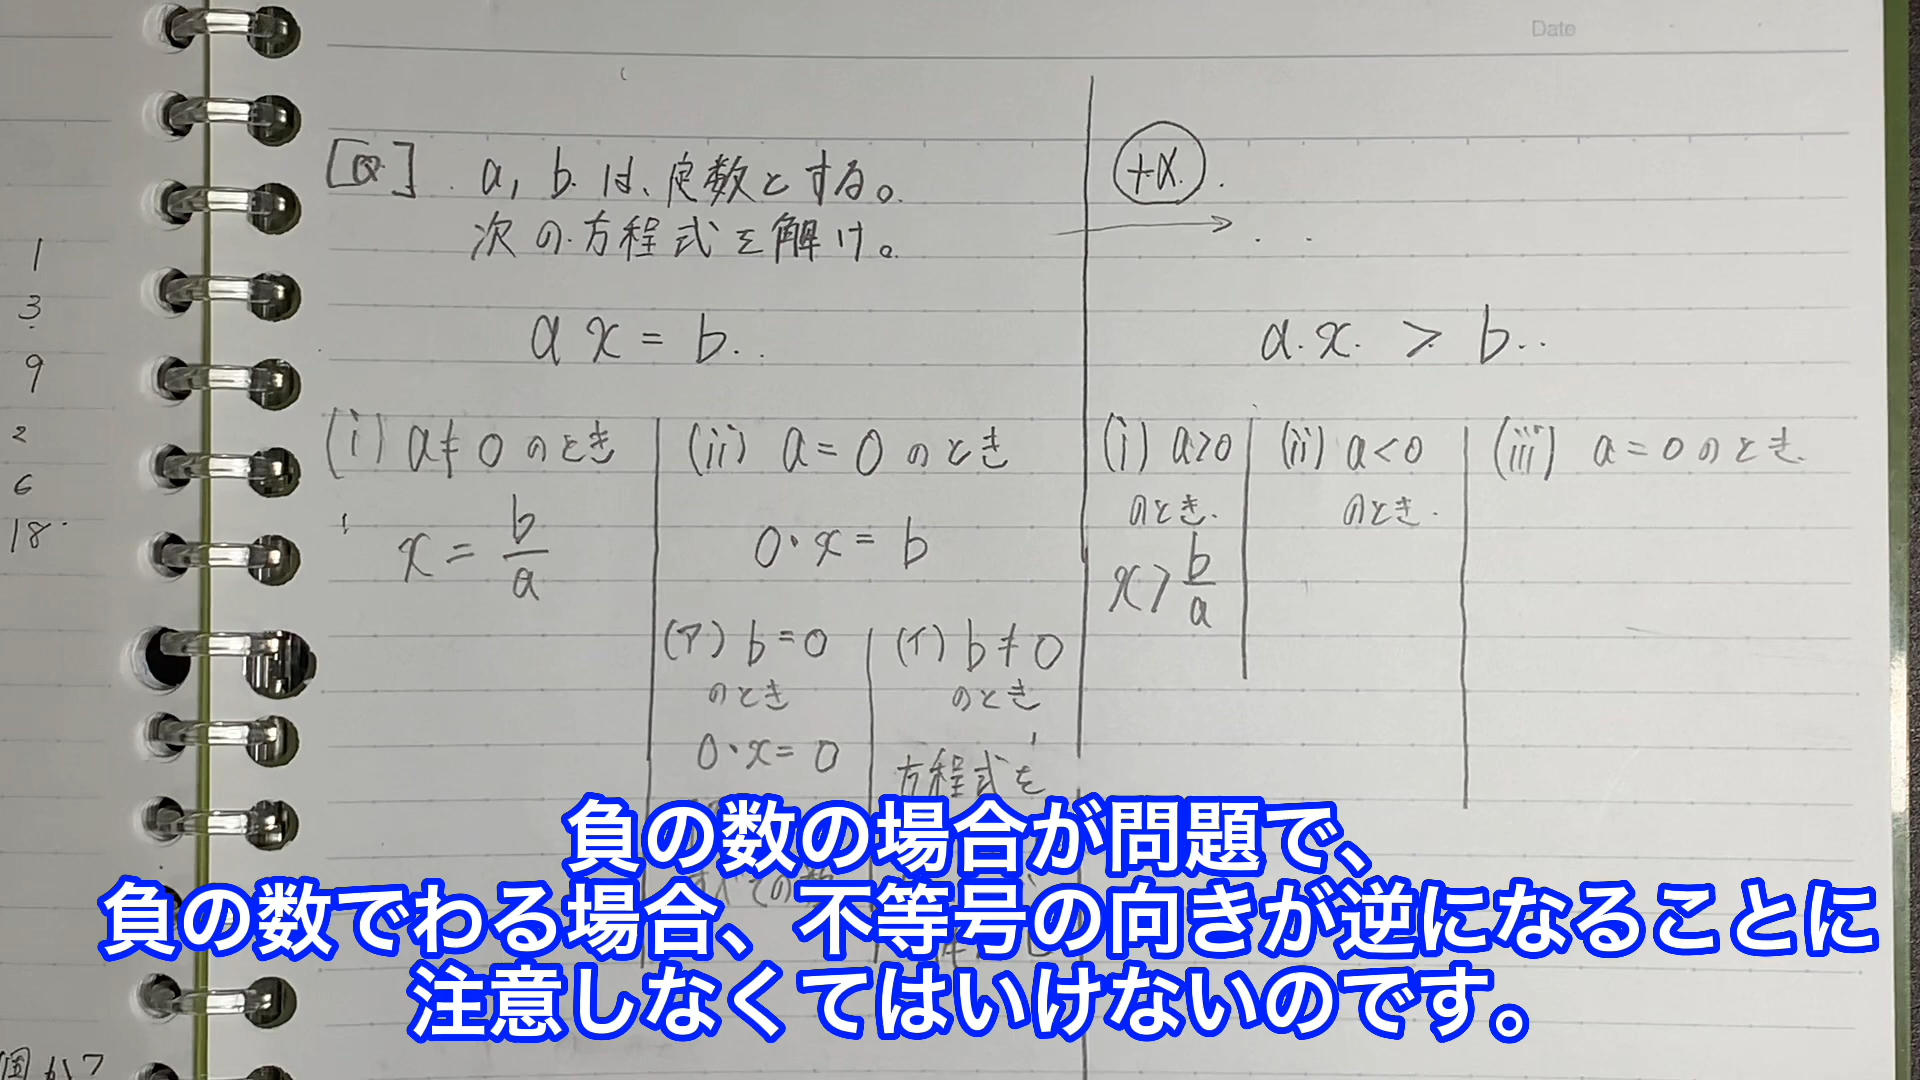 Date
[Q] a, b は、定数とする。
次の方程式を解け。
ax = b
(i) a≠0 のとき
x = b/a
(ii) a=0 のとき
0・x = b
(ア) b=0
のとき
0・x=0
すべての数
(イ) b≠0
のとき
方程式を
+α
ax > b
(i) a>0
のとき
x > b/a
(ii) a<0
のとき
(iii) a=0 のとき
1
3
9
2
6
18
負の数の場合が問題で、
負の数でわる場合、不等号の向きが逆になることに
注意しなくてはいけないのです。